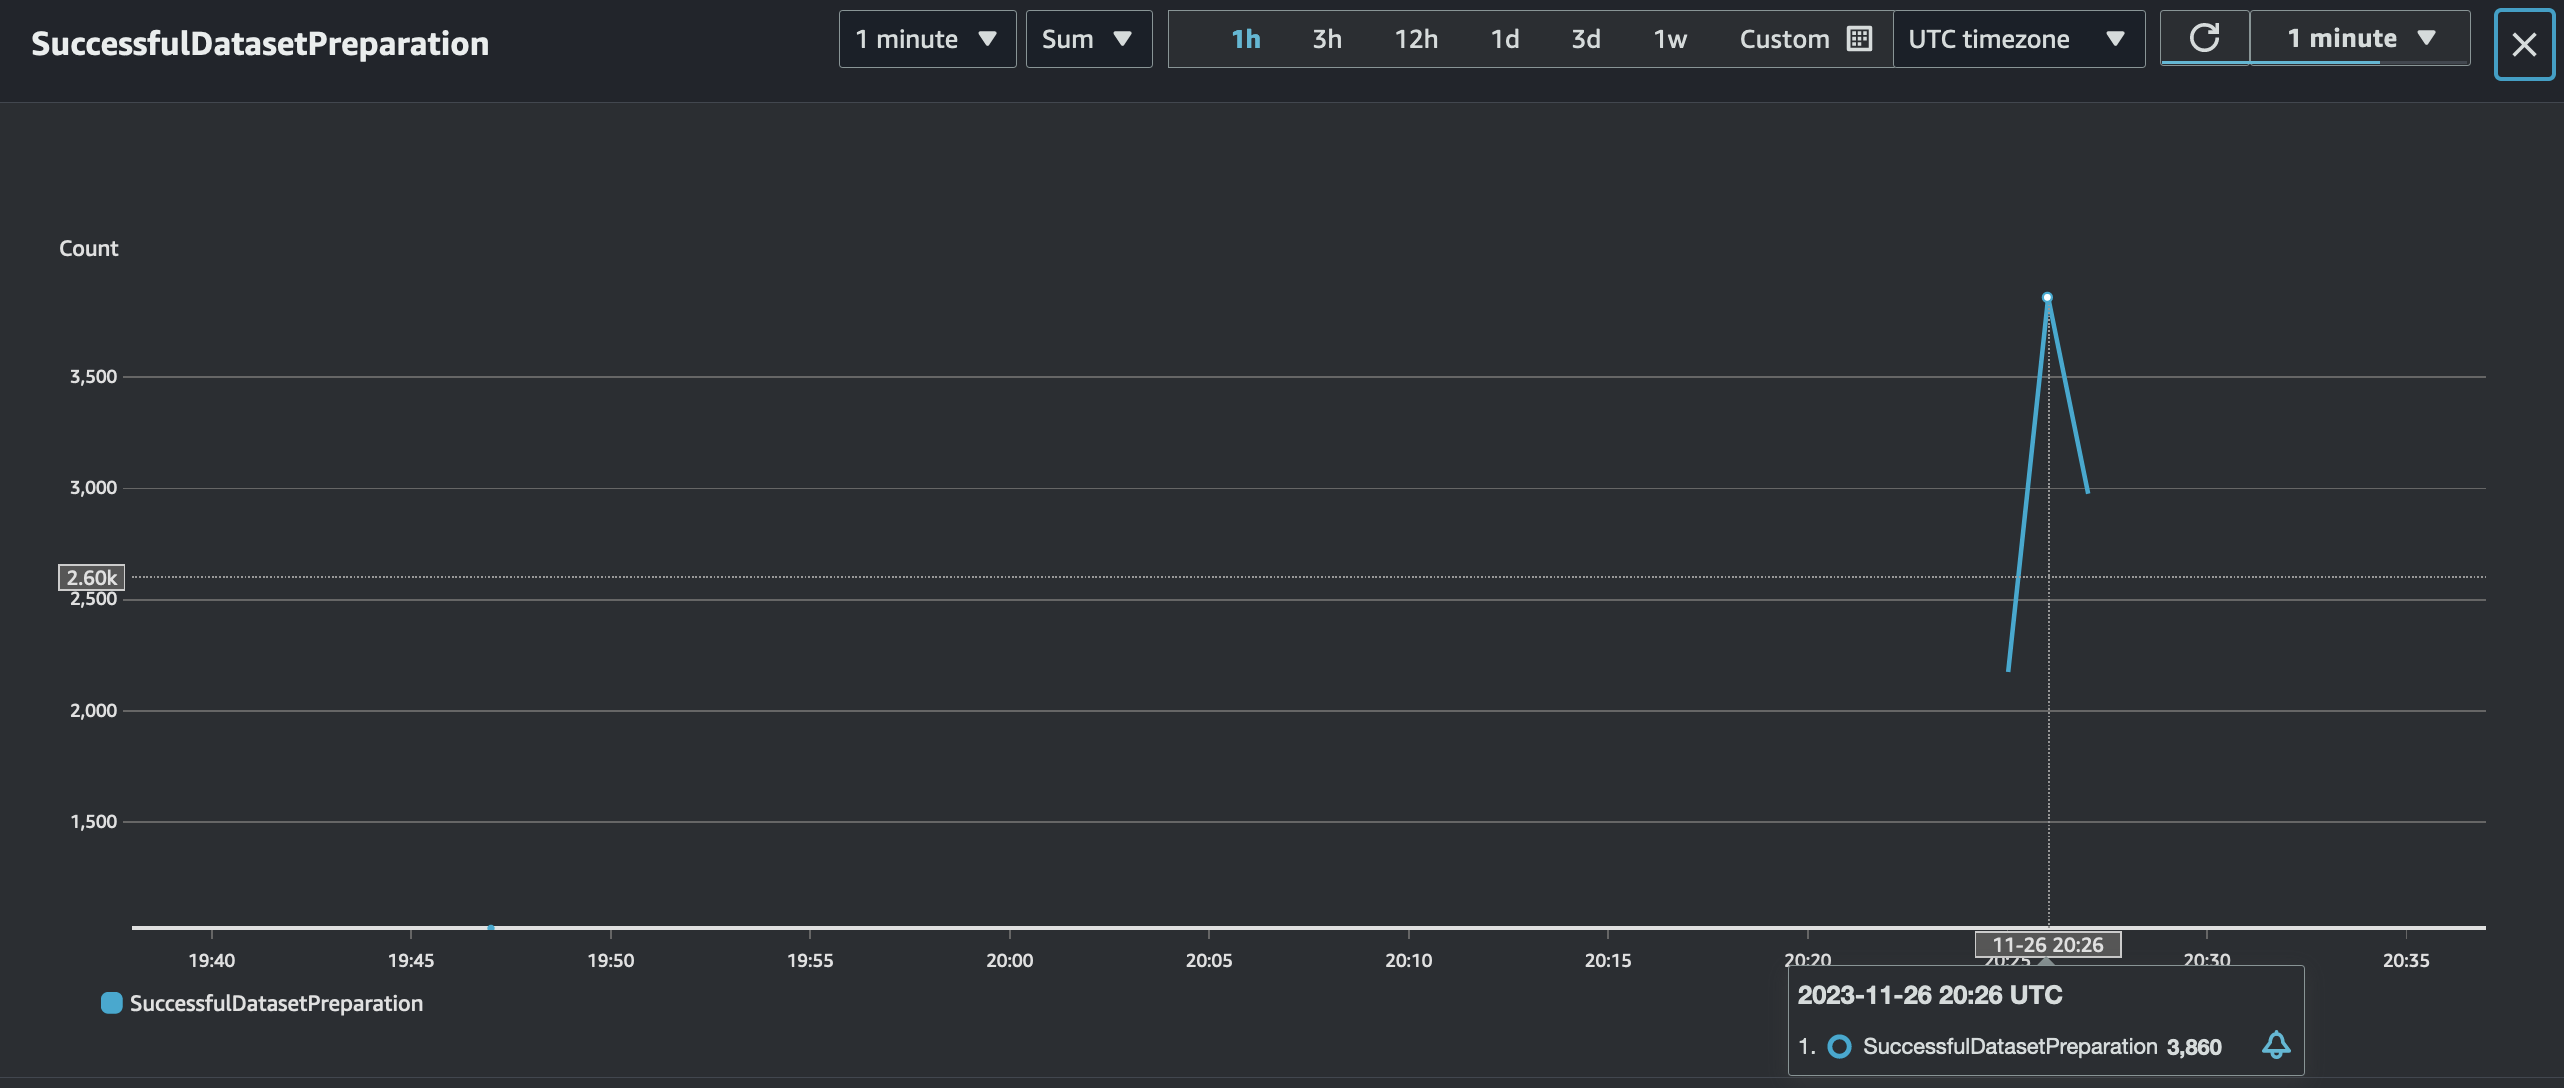 SuccessfulDatasetPreparation
1 minute
Sum
1h
3h
12h
1d
3d
1w
Custom
UTC timezone
1 minute
Count
3,500
3,000
2.60k
2,500
2,000
1,500
11-26 20:26
19:40
19:45
19:50
19:55
20:00
20:05
20:10
20:15
20:20
20:25
20:30
20:35
SuccessfulDatasetPreparation
2023-11-26 20:26 UTC
1. SuccessfulDatasetPreparation 3,860